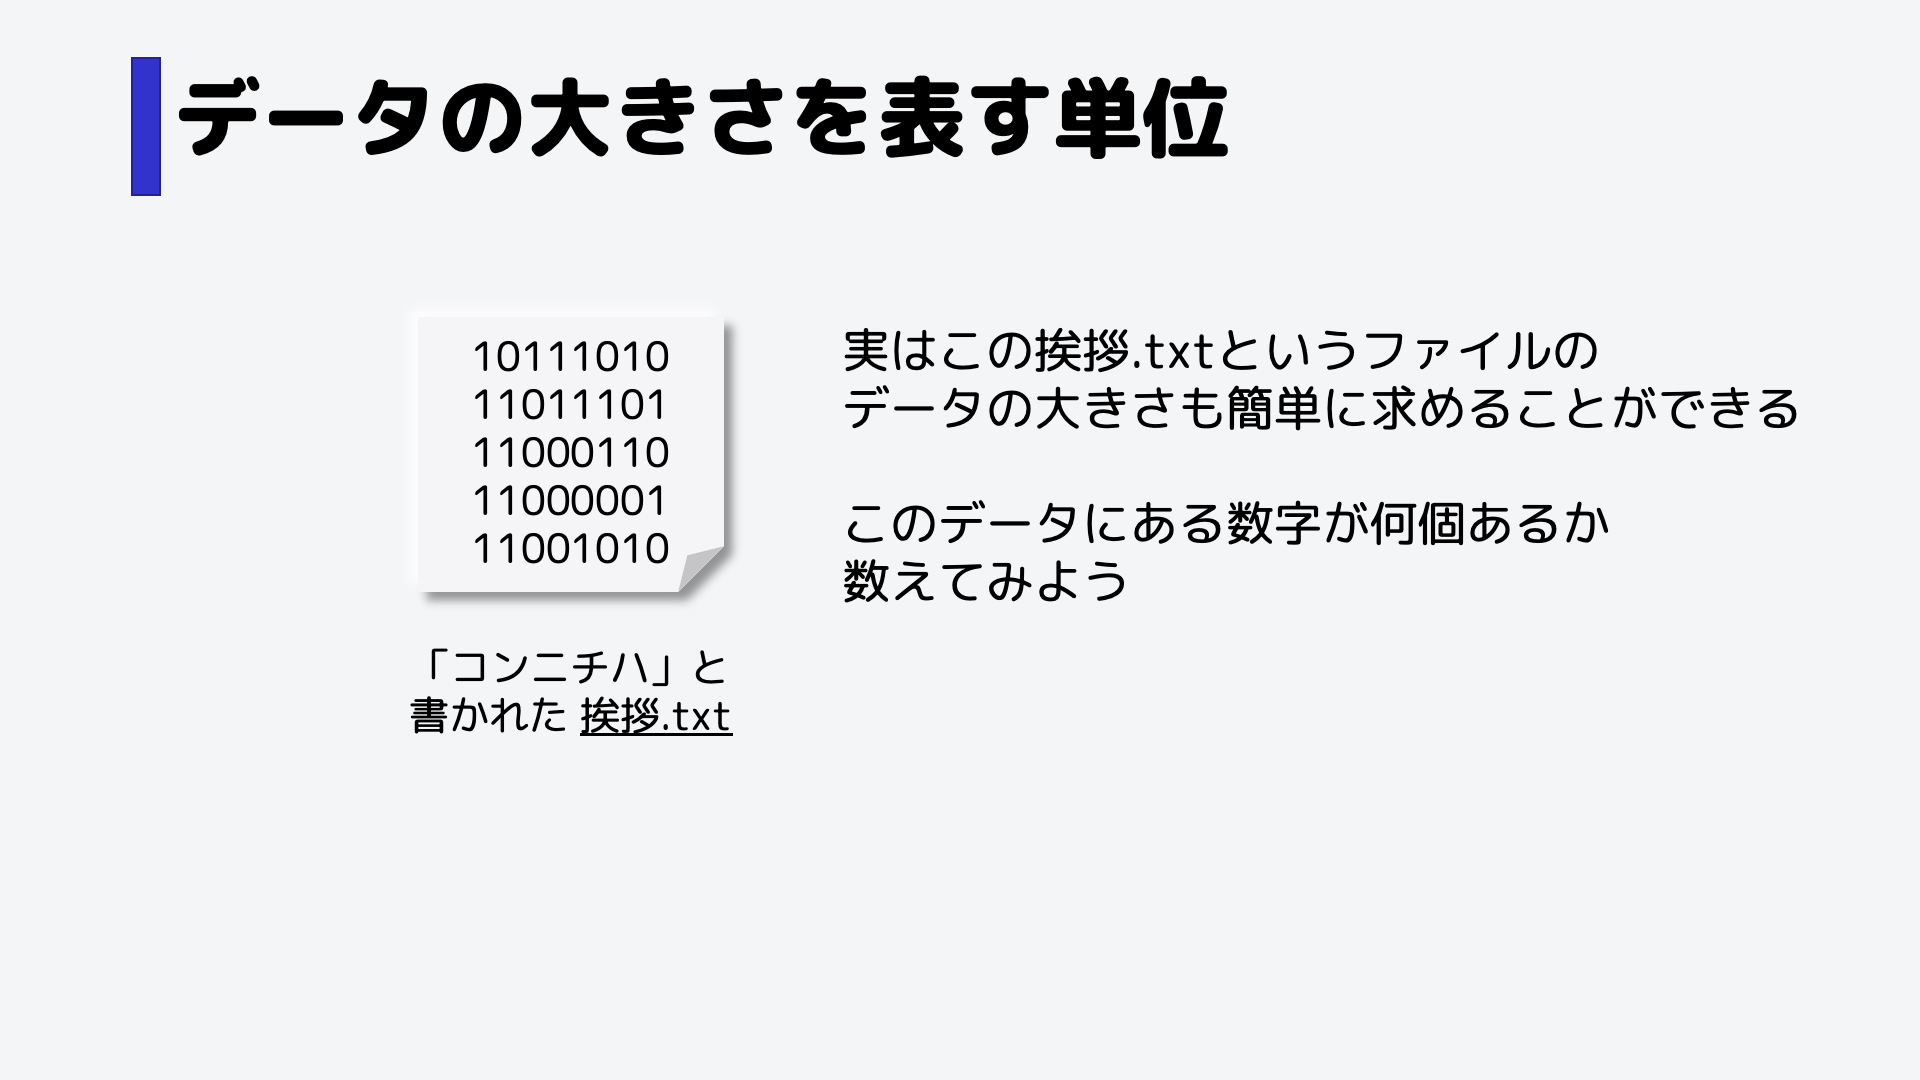 データの大きさを表す単位
10111010
11011101
11000110
11000001
11001010
「コンニチハ」と
書かれた 挨拶.txt
実はこの挨拶.txtというファイルの
データの大きさも簡単に求めることができる
このデータにある数字が何個あるか
数えてみよう